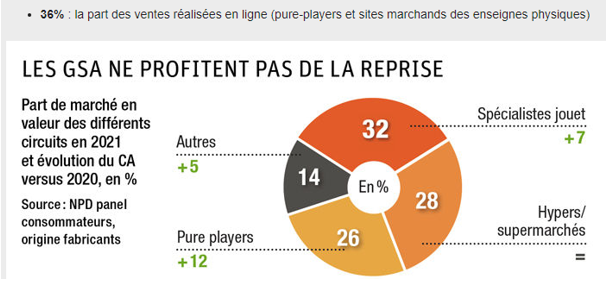 • 36% : la part des ventes réalisées en ligne (pure-players et sites marchands des enseignes physiques)
LES GSA NE PROFITENT PAS DE LA REPRISE
Part de marché en
valeur des différents
circuits en 2021
et évolution du CA
versus 2020, en %
Source : NPD panel
consommateurs,
origine fabricants
Autres
+5
Pure players
+12
32
14
En %
28
26
Spécialistes jouet
+7
Hypers/
supermarchés
=